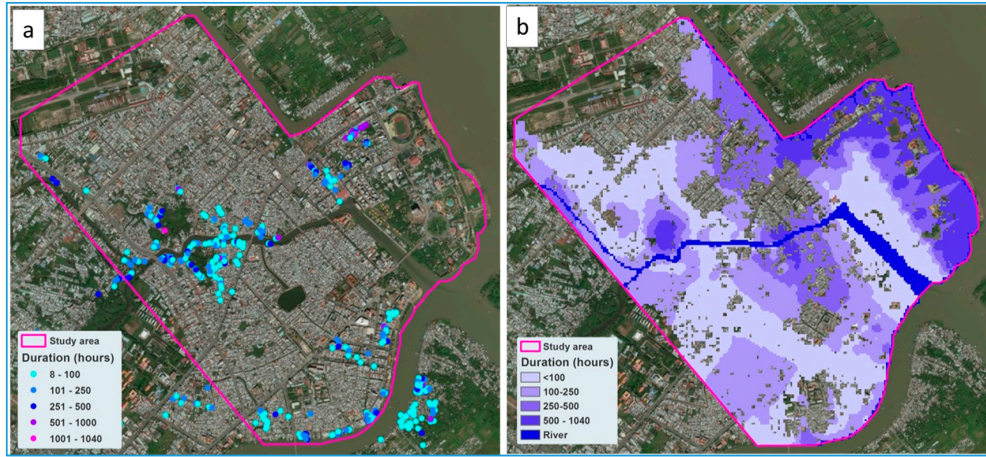 a
Study area
Duration (hours)
8 - 100
101 - 250
251 - 500
501 - 1000
1001 - 1040
b
Study area
Duration (hours)
<100
100-250
250-500
500 - 1040
River